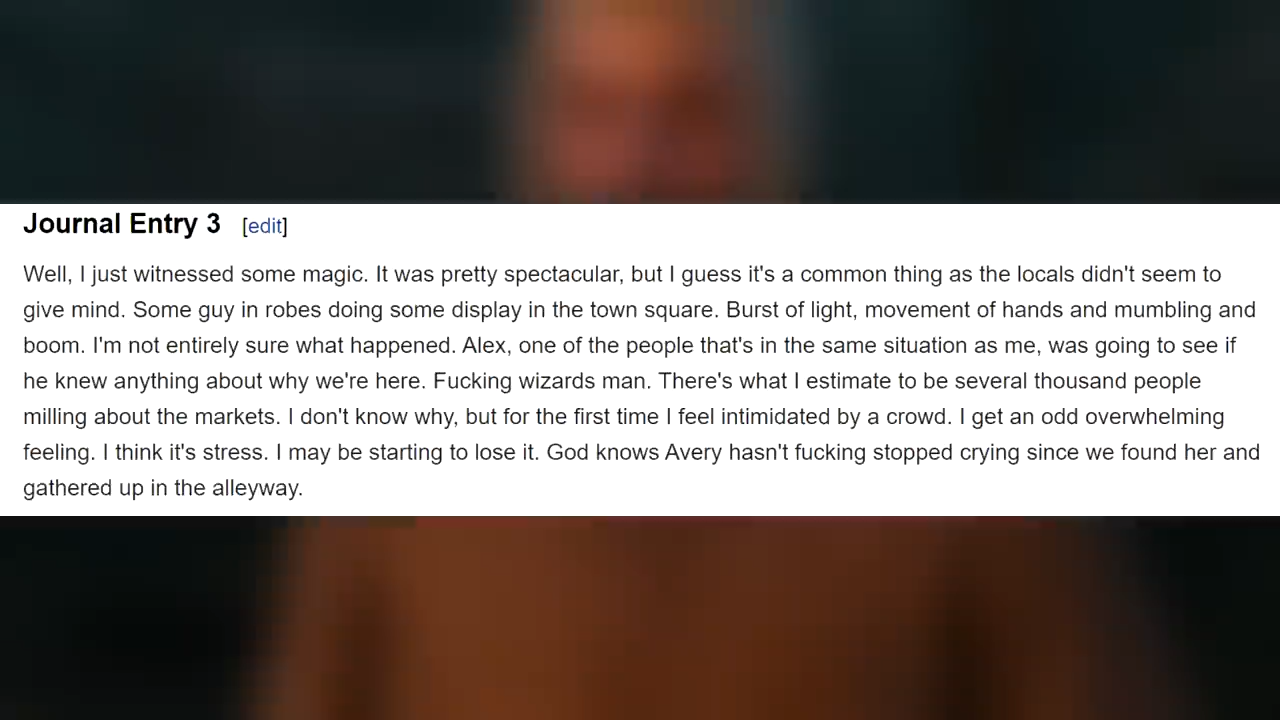 Journal Entry 3 [edit]
Well, I just witnessed some magic. It was pretty spectacular, but I guess it's a common thing as the locals didn't seem to
give mind. Some guy in robes doing some display in the town square. Burst of light, movement of hands and mumbling and
boom. I'm not entirely sure what happened. Alex, one of the people that's in the same situation as me, was going to see if
he knew anything about why we're here. Fucking wizards man. There's what I estimate to be several thousand people
milling about the markets. I don't know why, but for the first time I feel intimidated by a crowd. I get an odd overwhelming
feeling. I think it's stress. I may be starting to lose it. God knows Avery hasn't fucking stopped crying since we found her and
gathered up in the alleyway.